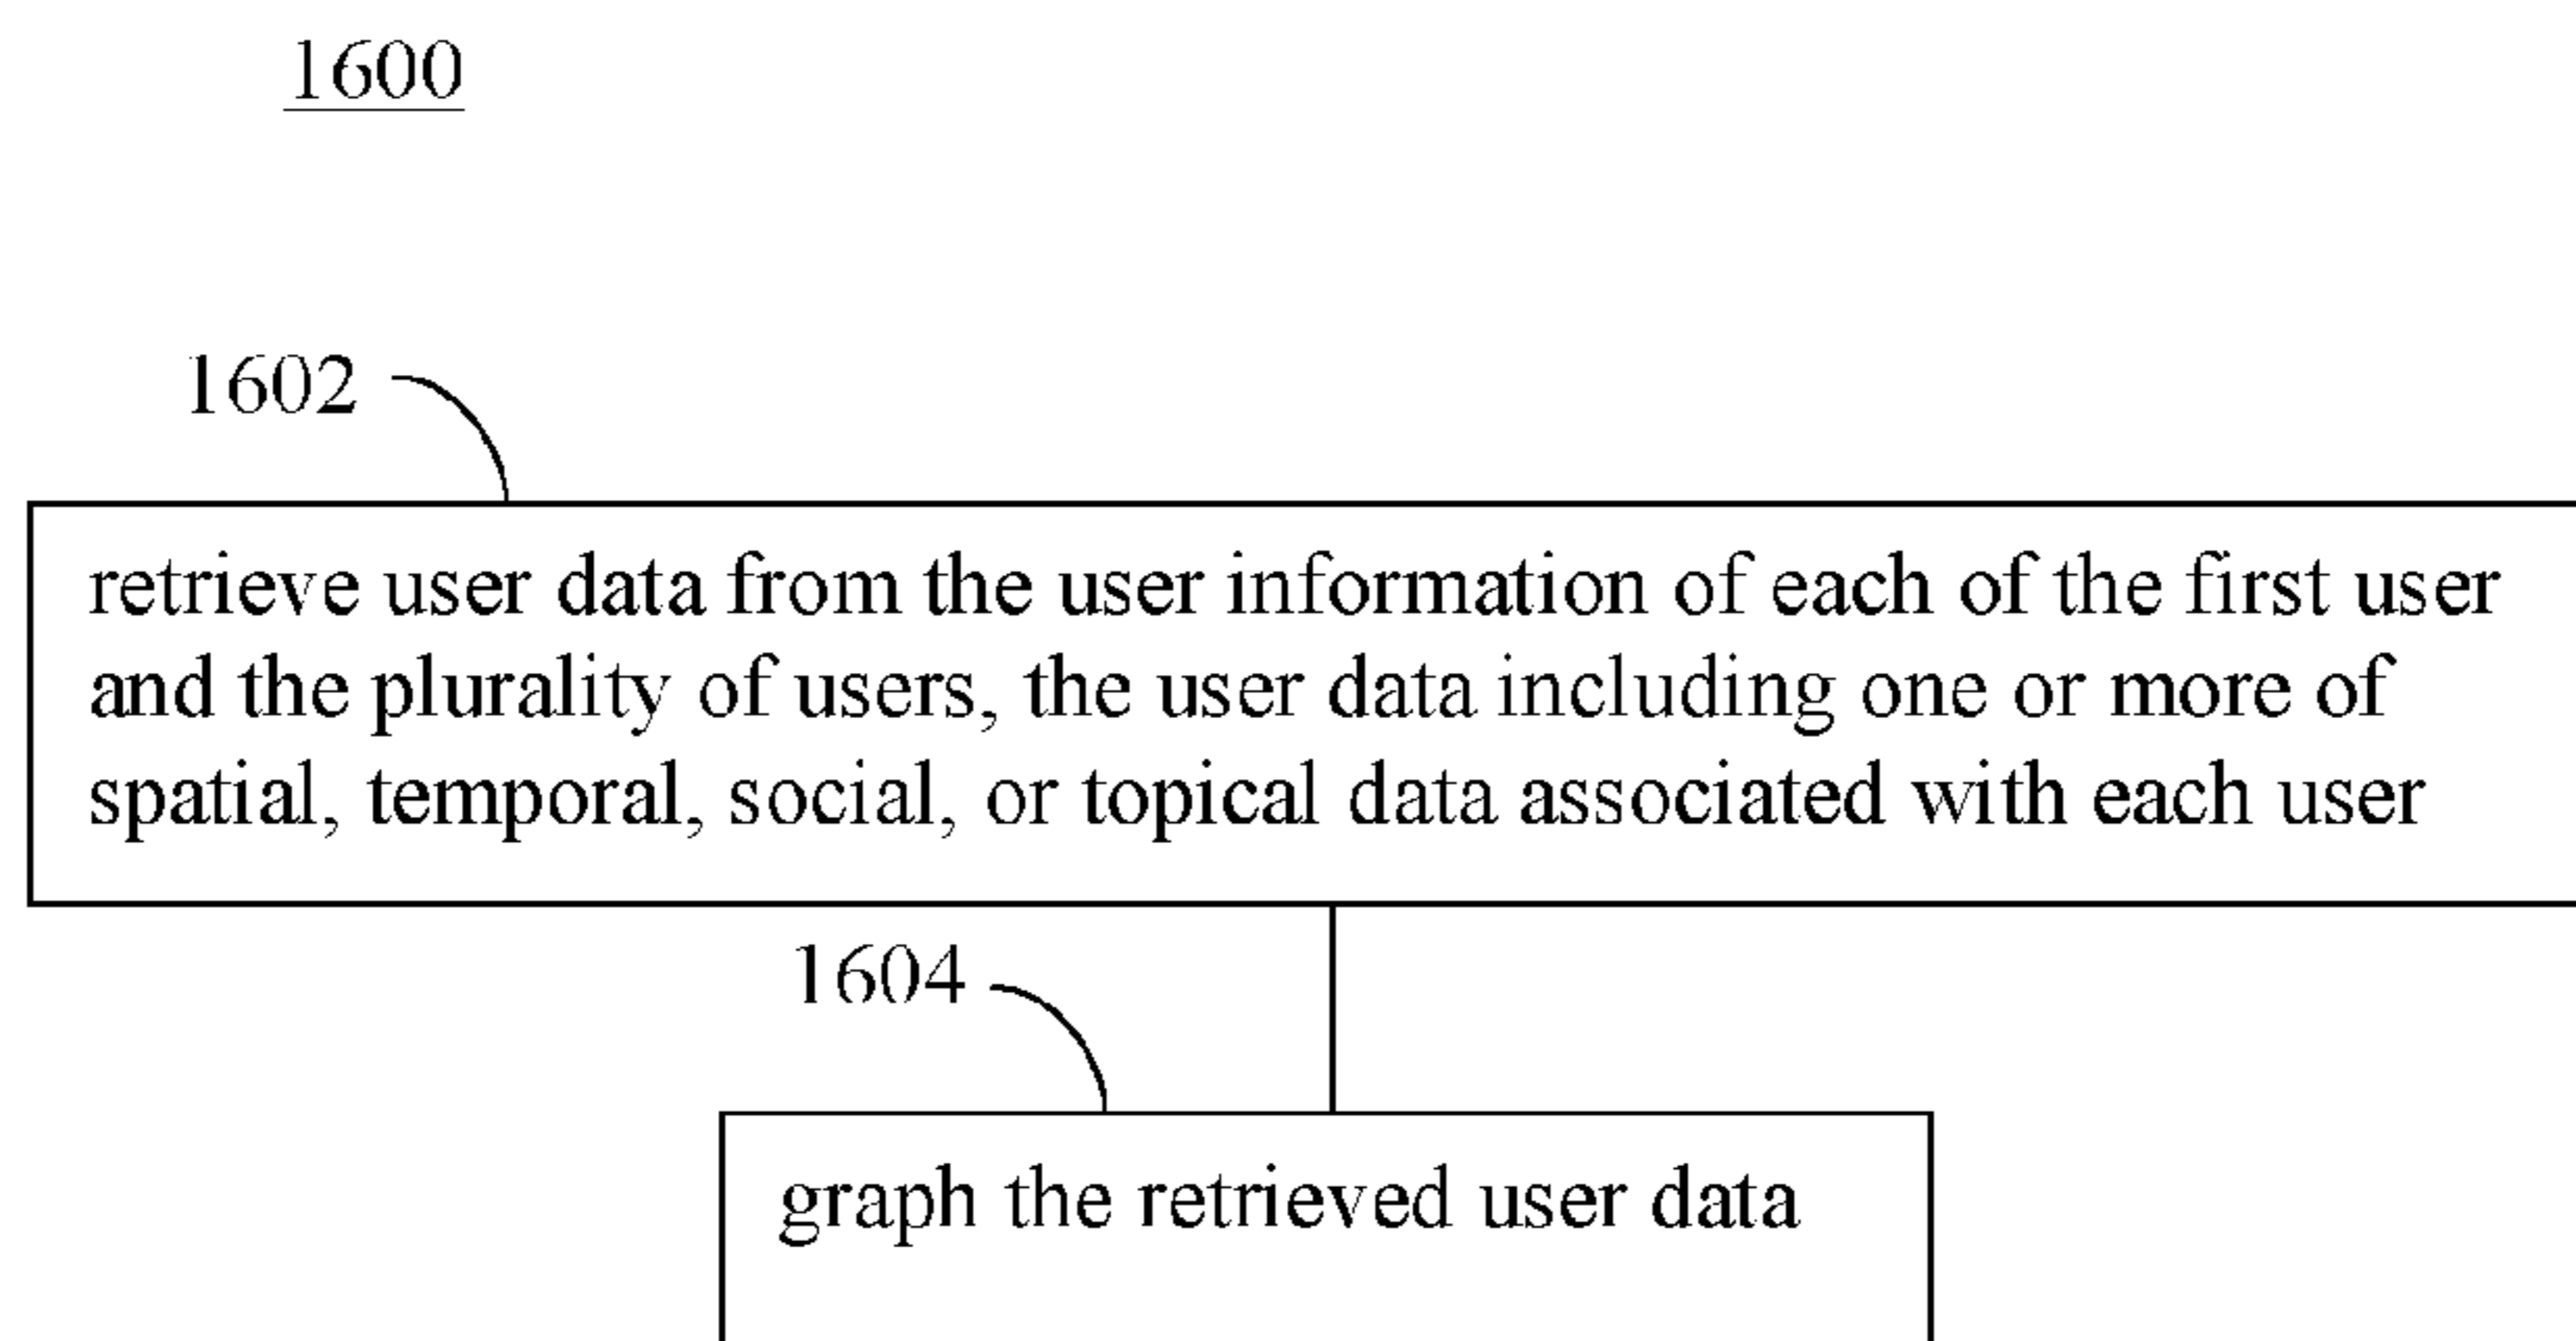 1600
1602
retrieve user data from the user information of each of the first user
and the plurality of users, the user data including one or more of
spatial, temporal, social, or topical data associated with each user
1604
graph the retrieved user data